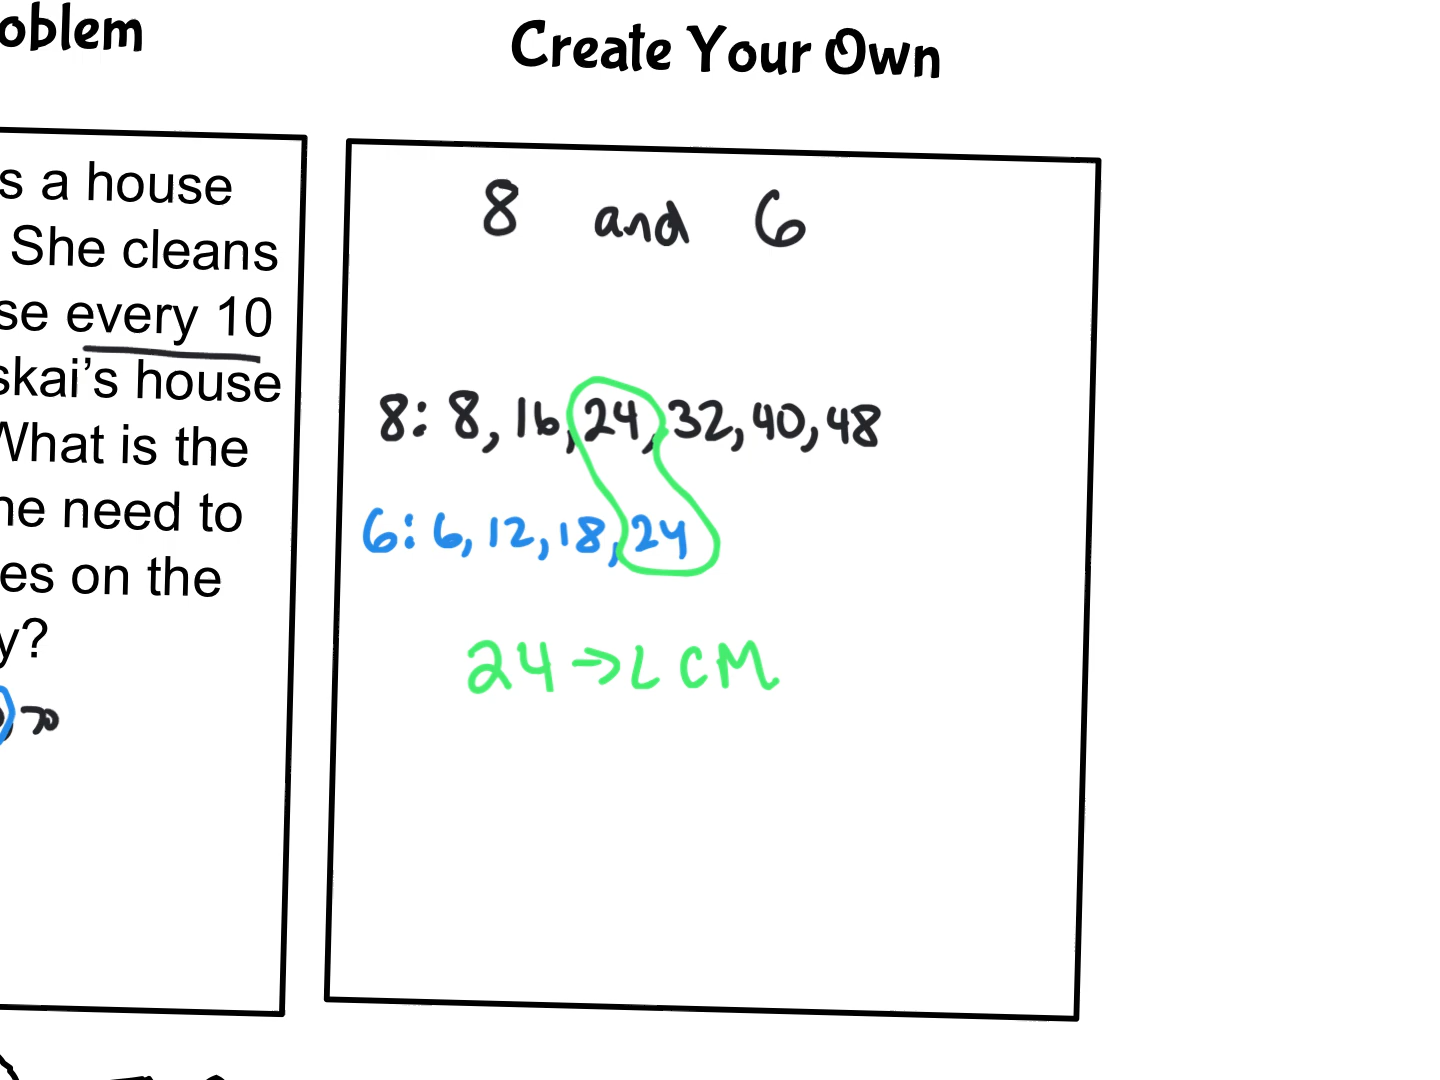 oblem
s a house
She cleans
se every 10
skai's house
What is the
ne need to
es on the
y?
70
Create Your Own
8 and 6
8: 8, 16, 24, 32, 40, 48
6: 6, 12, 18, 24
24 → LCM